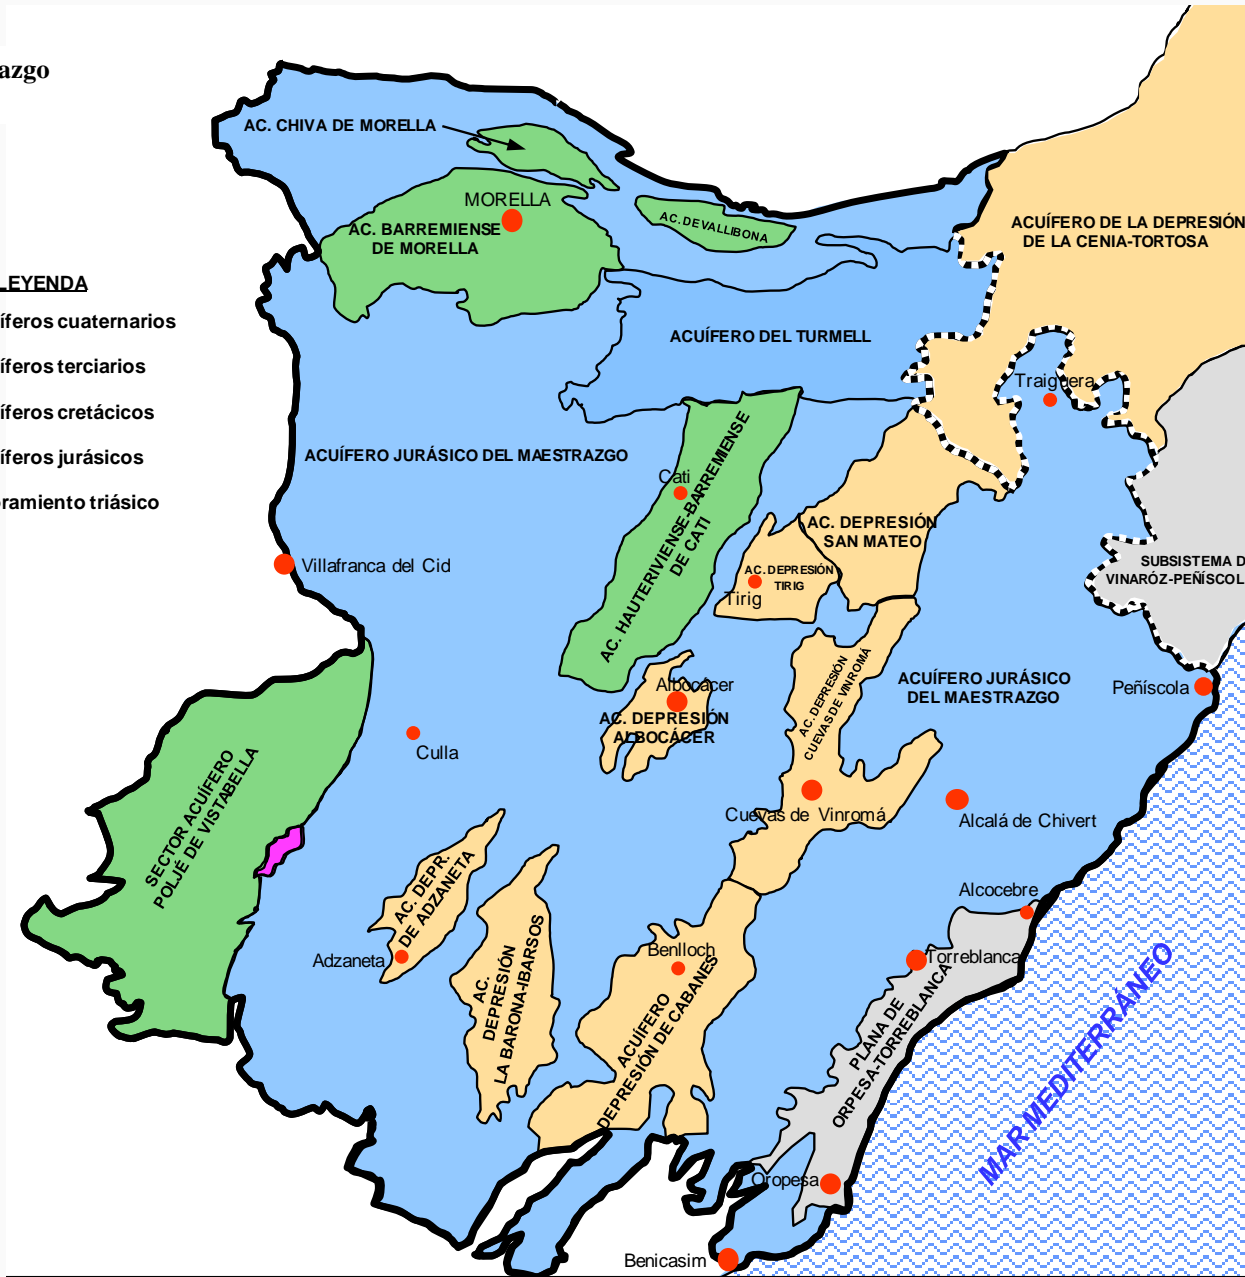 azgo
AC. CHIVA DE MORELLA
MORELLA
AC. BARREMIENSE
DE MORELLA
AC. DE VALLIBONA
ACUÍFERO DE LA DEPRESIÓN
DE LA CENIA-TORTOSA
LEYENDA
íferos cuaternarios
íferos terciarios
íferos cretácicos
íferos jurásicos
oramiento triásico
ACUÍFERO DEL TURMELL
Traiguera
ACUÍFERO JURÁSICO DEL MAESTRAZGO
Cati
AC. HAUTERIVIENSE-BARREMIENSE
DE CATI
AC. DEPRESIÓN
SAN MATEO
AC. DEPRESIÓN
TIRIG
Tirig
SUBSISTEMA D
VINARÓZ-PEÑÍSCOL
Villafranca del Cid
AC. DEPRESIÓN
CUEVAS DE VINROMÁ
ACUÍFERO JURÁSICO
DEL MAESTRAZGO
Peñíscola
Albocácer
AC. DEPRESIÓN
ALBOCÁCER
Culla
SECTOR ACUÍFERO
POLJÉ DE VISTABELLA
Cuevas de Vinromá
Alcalá de Chivert
AC. DEPR.
DE ADZANETA
Adzaneta
AC.
DEPRESIÓN
LA BARONA-IBARSOS
Benlloch
ACUÍFERO
DEPRESIÓN DE CABANES
Alcocebre
Torreblanca
PLANA DE
ORPESA-TORREBLANCA
MAR MEDITERRÁNEO
Oropesa
Benicasim